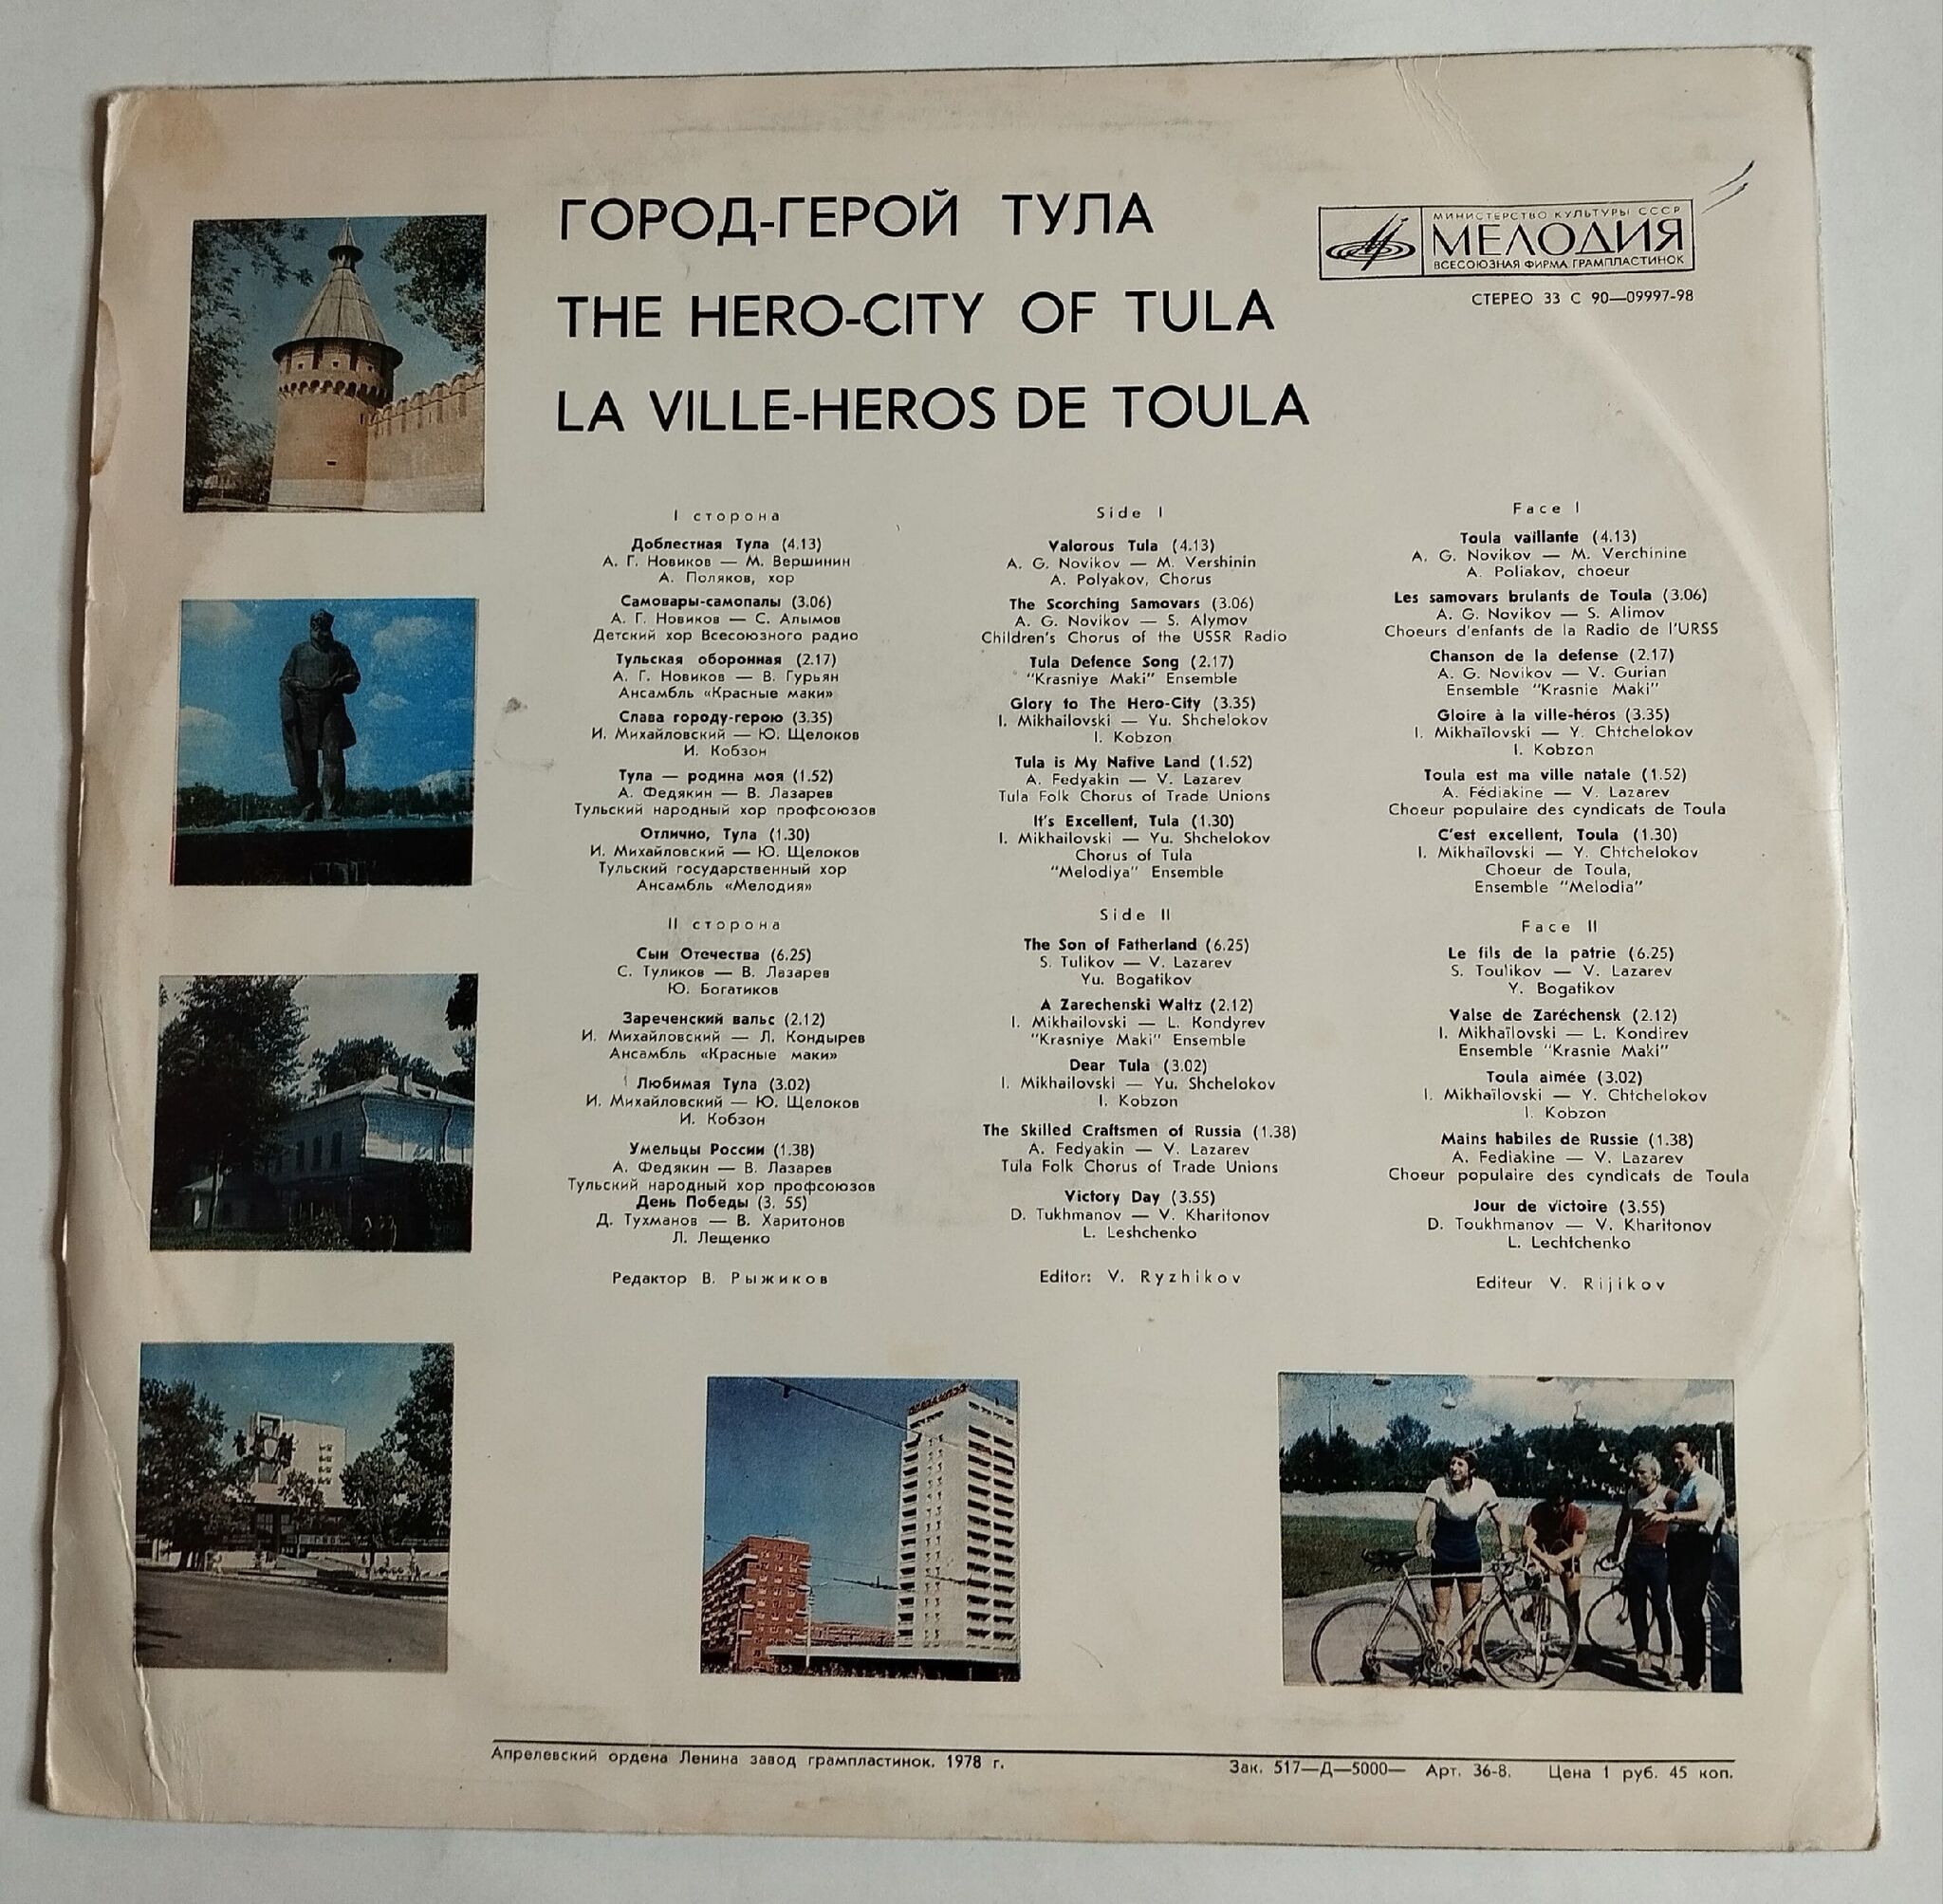 ГОРОД-ГЕРОЙ ТУЛА
THE HERO-CITY OF TULA
LA VILLE-HEROS DE TOULA
МИНИСТЕРСТВО КУЛЬТУРЫ СССР
МЕЛОДИЯ
ВСЕСОЮЗНАЯ ФИРМА ГРАМПЛАСТИНОК
СТЕРЕО 33 С 90—09997-98
I сторона
Доблестная Тула (4.13)
А. Г. Новиков — М. Вершинин
А. Поляков, хор
Самовары-самопалы (3.06)
А. Г. Новиков — С. Алымов
Детский хор Всесоюзного радио
Тульская оборонная (2.17)
А. Г. Новиков — В. Гурьян
Ансамбль «Красные маки»
Слава городу-герою (3.35)
И. Михайловский — Ю. Щелоков
И. Кобзон
Тула — родина моя (1.52)
А. Федякин — В. Лазарев
Тульский народный хор профсоюзов
Отлично, Тула (1.30)
И. Михайловский — Ю. Щелоков
Тульский государственный хор
Ансамбль «Мелодия»
II сторона
Сын Отечества (6.25)
С. Туликов — В. Лазарев
Ю. Богатиков
Зареченский вальс (2.12)
И. Михайловский — Л. Кондырев
Ансамбль «Красные маки»
Любимая Тула (3.02)
И. Михайловский — Ю. Щелоков
И. Кобзон
Умельцы России (1.38)
А. Федякин — В. Лазарев
Тульский народный хор профсоюзов
День Победы (3. 55)
Д. Тухманов — В. Харитонов
Л. Лещенко
Редактор В. Рыжиков
Side I
Valorous Tula (4.13)
A. G. Novikov — M. Vershinin
A. Polyakov, Chorus
The Scorching Samovars (3.06)
A. G. Novikov — S. Alymov
Children's Chorus of the USSR Radio
Tula Defence Song (2.17)
"Krasniye Maki" Ensemble
Glory to The Hero-City (3.35)
I. Mikhailovski — Yu. Shchelokov
I. Kobzon
Tula is My Native Land (1.52)
A. Fedyakin — V. Lazarev
Tula Folk Chorus of Trade Unions
It's Excellent, Tula (1.30)
I. Mikhailovski — Yu. Shchelokov
Chorus of Tula
"Melodiya" Ensemble
Side II
The Son of Fatherland (6.25)
S. Tulikov — V. Lazarev
Yu. Bogatikov
A Zarechenski Waltz (2.12)
I. Mikhailovski — L. Kondyrev
"Krasniye Maki" Ensemble
Dear Tula (3.02)
I. Mikhailovski — Yu. Shchelokov
I. Kobzon
The Skilled Craftsmen of Russia (1.38)
A. Fedyakin — V. Lazarev
Tula Folk Chorus of Trade Unions
Victory Day (3.55)
D. Tukhmanov — V. Kharitonov
L. Leshchenko
Editor: V. Ryzhikov
Face I
Toula vaillante (4.13)
A. G. Novikov — M. Verchinine
A. Poliakov, choeur
Les samovars brulants de Toula (3.06)
A. G. Novikov — S. Alimov
Choeurs d'enfants de la Radio de l'URSS
Chanson de la defense (2.17)
A. G. Novikov — V. Gurian
Ensemble "Krasnie Maki"
Gloire à la ville-héros (3.35)
I. Mikhaïlovski — Y. Chtchelokov
I. Kobzon
Toula est ma ville natale (1.52)
A. Fédiakine — V. Lazarev
Choeur populaire des cyndicats de Toula
C'est excellent, Toula (1.30)
I. Mikhaïlovski — Y. Chtchelokov
Choeur de Toula,
Ensemble "Melodia"
Face II
Le fils de la patrie (6.25)
S. Toulikov — V. Lazarev
Y. Bogatikov
Valse de Zaréchensk (2.12)
I. Mikhaïlovski — L. Kondirev
Ensemble "Krasnie Maki"
Toula aimée (3.02)
I. Mikhaïlovski — Y. Chtchelokov
I. Kobzon
Mains habiles de Russie (1.38)
A. Fediakine — V. Lazarev
Choeur populaire des cyndicats de Toula
Jour de victoire (3.55)
D. Toukhmanov — V. Kharitonov
L. Lechtchenko
Editeur V. Rijikov
Апрелевский ордена Ленина завод грампластинок. 1978 г.
Зак. 517—Д—5000— Арт. 36-8. Цена 1 руб. 45 коп.